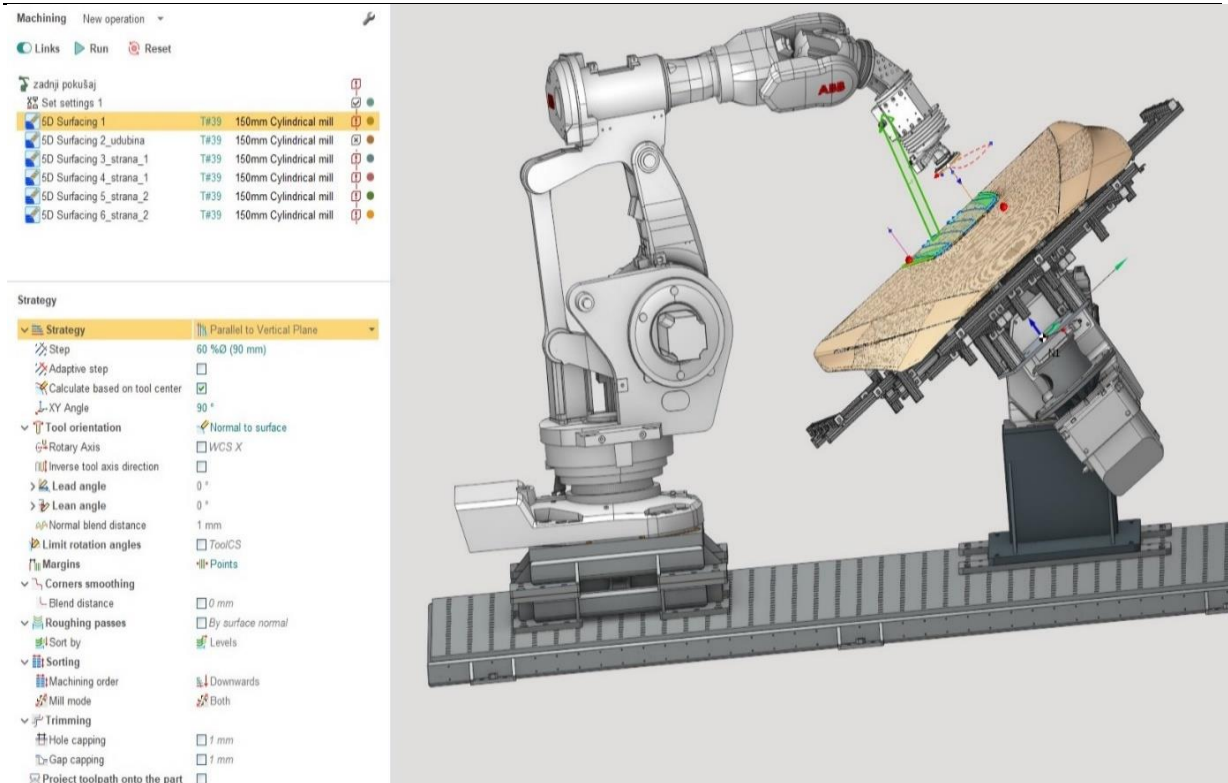 Machining New operation
Links Run Reset
zadnji pokušaj
Set settings 1
5D Surfacing 1 T#39 150mm Cylindrical mill
5D Surfacing 2_udubina T#39 150mm Cylindrical mill
5D Surfacing 3_strana_1 T#39 150mm Cylindrical mill
5D Surfacing 4_strana_1 T#39 150mm Cylindrical mill
5D Surfacing 5_strana_2 T#39 150mm Cylindrical mill
5D Surfacing 6_strana_2 T#39 150mm Cylindrical mill
Strategy
Strategy Parallel to Vertical Plane
Step 60 %Ø (90 mm)
Adaptive step
Calculate based on tool center
XY Angle 90 °
Tool orientation Normal to surface
Rotary Axis WCS X
Inverse tool axis direction
Lead angle 0 °
Lean angle 0 °
Normal blend distance 1 mm
Limit rotation angles ToolCS
Margins Points
Corners smoothing
Blend distance 0 mm
Roughing passes By surface normal
Sort by Levels
Sorting
Machining order Downwards
Mill mode Both
Trimming
Hole capping 1 mm
Gap capping 1 mm
Project toolpath onto the part
ABB